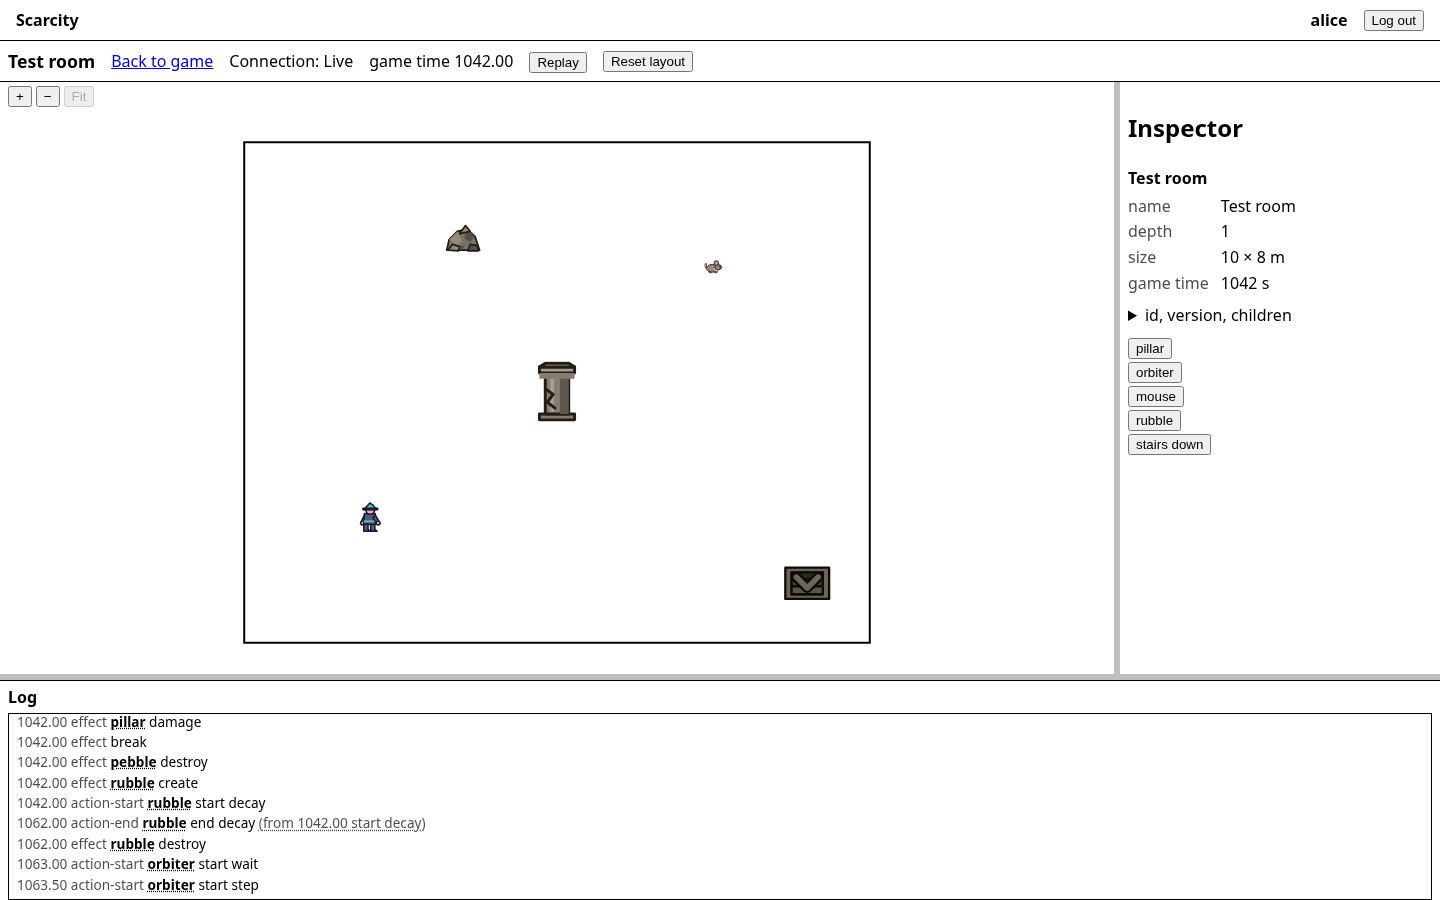 Scarcity
alice
Log out
Test room
Back to game
Connection: Live
game time 1042.00
Replay
Reset layout
+
−
Fit
Inspector
Test room
name Test room
depth 1
size 10 × 8 m
game time 1042 s
id, version, children
pillar
orbiter
mouse
rubble
stairs down
Log
1042.00 effect pillar damage
1042.00 effect break
1042.00 effect pebble destroy
1042.00 effect rubble create
1042.00 action-start rubble start decay
1062.00 action-end rubble end decay (from 1042.00 start decay)
1062.00 effect rubble destroy
1063.00 action-start orbiter start wait
1063.50 action-start orbiter start step